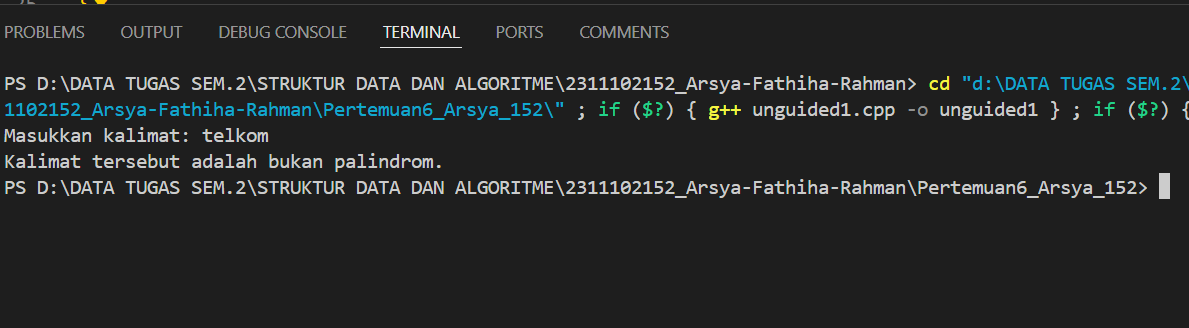 PROBLEMS OUTPUT DEBUG CONSOLE TERMINAL PORTS COMMENTS
PS D:\DATA TUGAS SEM.2\STRUKTUR DATA DAN ALGORITME\2311102152_Arsya-Fathiha-Rahman> cd "d:\DATA TUGAS SEM.2\
1102152_Arsya-Fathiha-Rahman\Pertemuan6_Arsya_152\" ; if ($?) { g++ unguided1.cpp -o unguided1 } ; if ($?) {
Masukkan kalimat: telkom
Kalimat tersebut adalah bukan palindrom.
PS D:\DATA TUGAS SEM.2\STRUKTUR DATA DAN ALGORITME\2311102152_Arsya-Fathiha-Rahman\Pertemuan6_Arsya_152>